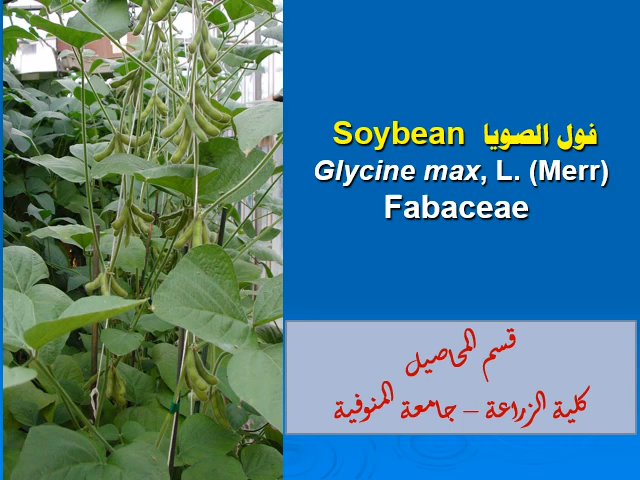 Soybean فول الصويا
Glycine max, L. (Merr)
Fabaceae
قسم المحاصيل
كلية الزراعة – جامعة المنوفية